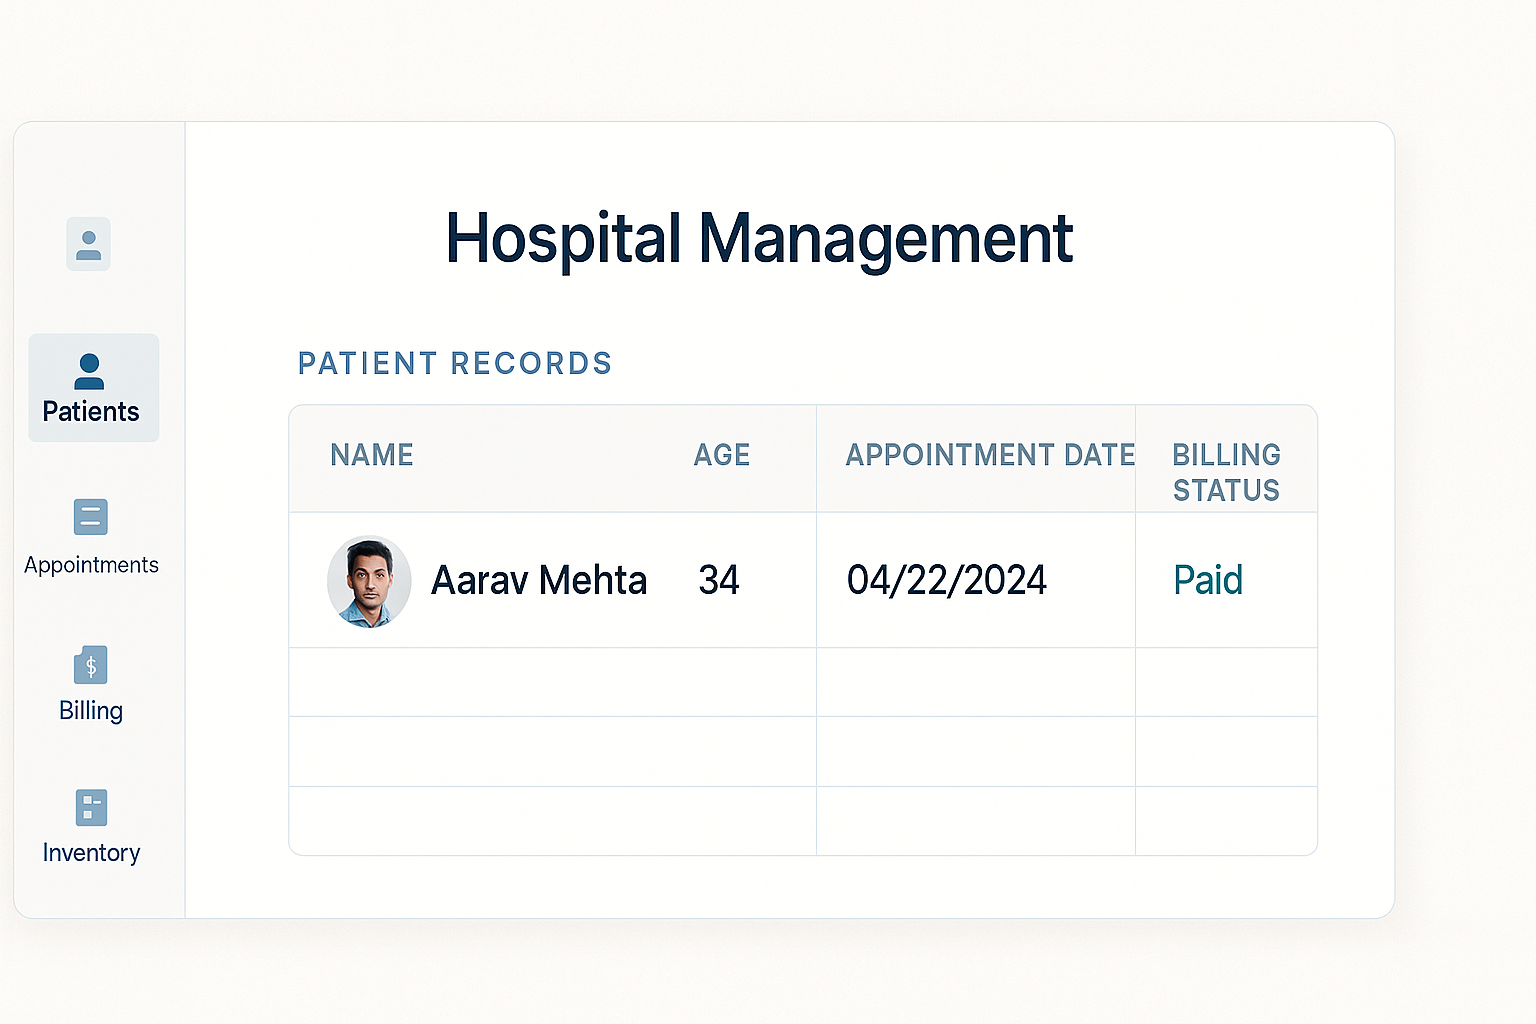 Hospital Management
Patients
Appointments
$
Billing
Inventory
PATIENT RECORDS
NAME AGE APPOINTMENT DATE BILLING
STATUS
Aarav Mehta 34 04/22/2024 Paid